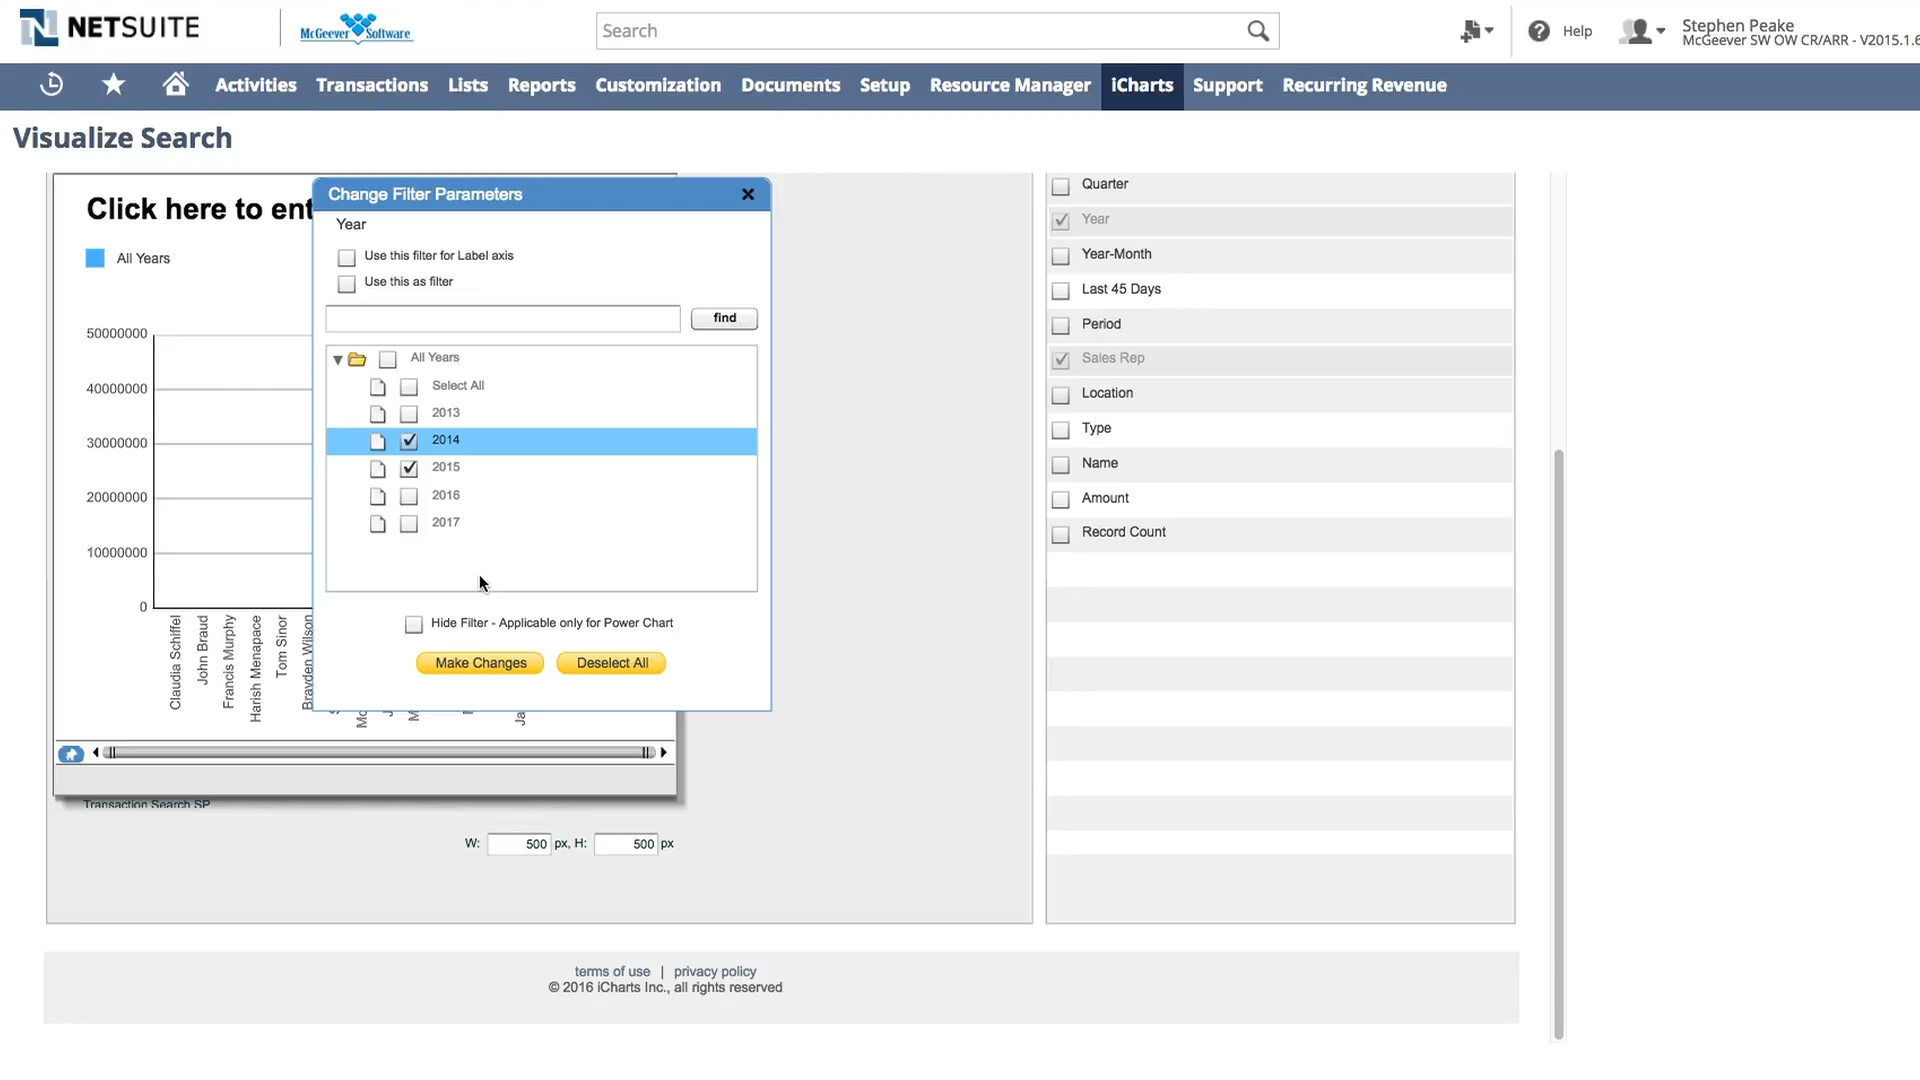 NETSUITE
McGeever Software
Search
Help
Stephen Peake
McGeever SW OW CR/ARR - V2015.1.6
Activities Transactions Lists Reports Customization Documents Setup Resource Manager iCharts Support Recurring Revenue
Visualize Search
Click here to ent
All Years
50000000
40000000
30000000
20000000
10000000
0
Claudia Schiffel
John Braud
Francis Murphy
Harish Menapace
Tom Sinor
Brayden Wilson
Transaction Search SP
W: 500 px, H: 500 px
Change Filter Parameters
Year
Use this filter for Label axis
Use this as filter
find
All Years
Select All
2013
2014
2015
2016
2017
Hide Filter - Applicable only for Power Chart
Make Changes Deselect All
Quarter
Year
Year-Month
Last 45 Days
Period
Sales Rep
Location
Type
Name
Amount
Record Count
terms of use | privacy policy
© 2016 iCharts Inc., all rights reserved